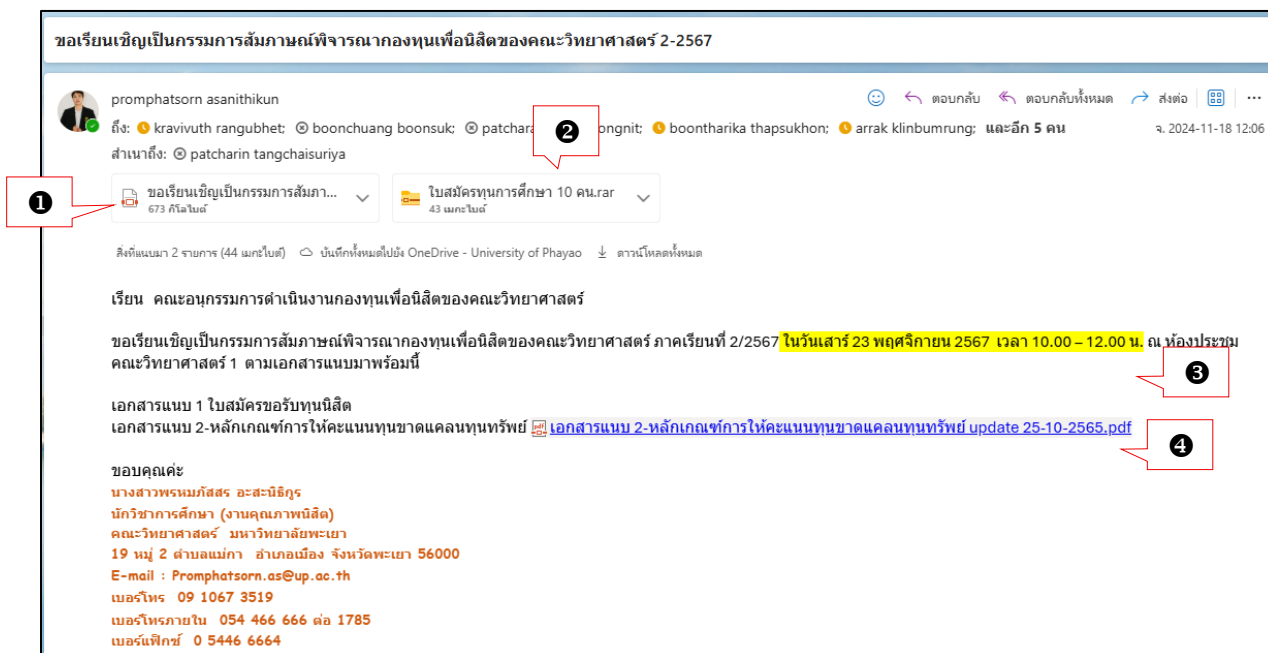 ขอเรียนเชิญเป็นกรรมการสัมภาษณ์พิจารณากองทุนเพื่อนิสิตของคณะวิทยาศาสตร์ 2-2567
promphatsorn asanithikun
ตอบกลับ ตอบกลับทั้งหมด ส่งต่อ
ถึง: kravivuth rangubhet; boonchuang boonsuk; boontharika thapsukhon; arrak klinbumrung; และอีก 5 คน
จ. 2024-11-18 12:06
สำเนาถึง: patcharin tangchaisuriya
❷
❶
ขอเรียนเชิญเป็นกรรมการสัมภา...
673 กิโลไบต์
ใบสมัครทุนการศึกษา 10 คน.rar
43 เมกะไบต์
สิ่งที่แนบมา 2 รายการ (44 เมกะไบต์) บันทึกทั้งหมดไปยัง OneDrive - University of Phayao ดาวน์โหลดทั้งหมด
เรียน คณะอนุกรรมการดำเนินงานกองทุนเพื่อนิสิตของคณะวิทยาศาสตร์
ขอเรียนเชิญเป็นกรรมการสัมภาษณ์พิจารณากองทุนเพื่อนิสิตของคณะวิทยาศาสตร์ ภาคเรียนที่ 2/2567 ในวันเสาร์ 23 พฤศจิกายน 2567 เวลา 10.00 – 12.00 น. ณ ห้องประชุม
คณะวิทยาศาสตร์ 1 ตามเอกสารแนบมาพร้อมนี้
❸
เอกสารแนบ 1 ใบสมัครขอรับทุนนิสิต
เอกสารแนบ 2-หลักเกณฑ์การให้คะแนนทุนขาดแคลนทุนทรัพย์ เอกสารแนบ 2-หลักเกณฑ์การให้คะแนนทุนขาดแคลนทุนทรัพย์ update 25-10-2565.pdf
❹
ขอบคุณค่ะ
นางสาวพรหมภัสสร อะสะนิธิกุร
นักวิชาการศึกษา (งานคุณภาพนิสิต)
คณะวิทยาศาสตร์ มหาวิทยาลัยพะเยา
19 หมู่ 2 ตำบลแม่กา อำเภอเมือง จังหวัดพะเยา 56000
E-mail : Promphatsorn.as@up.ac.th
เบอร์โทร 09 1067 3519
เบอร์โทรภายใน 054 466 666 ต่อ 1785
เบอร์แฟ็กซ์ 0 5446 6664